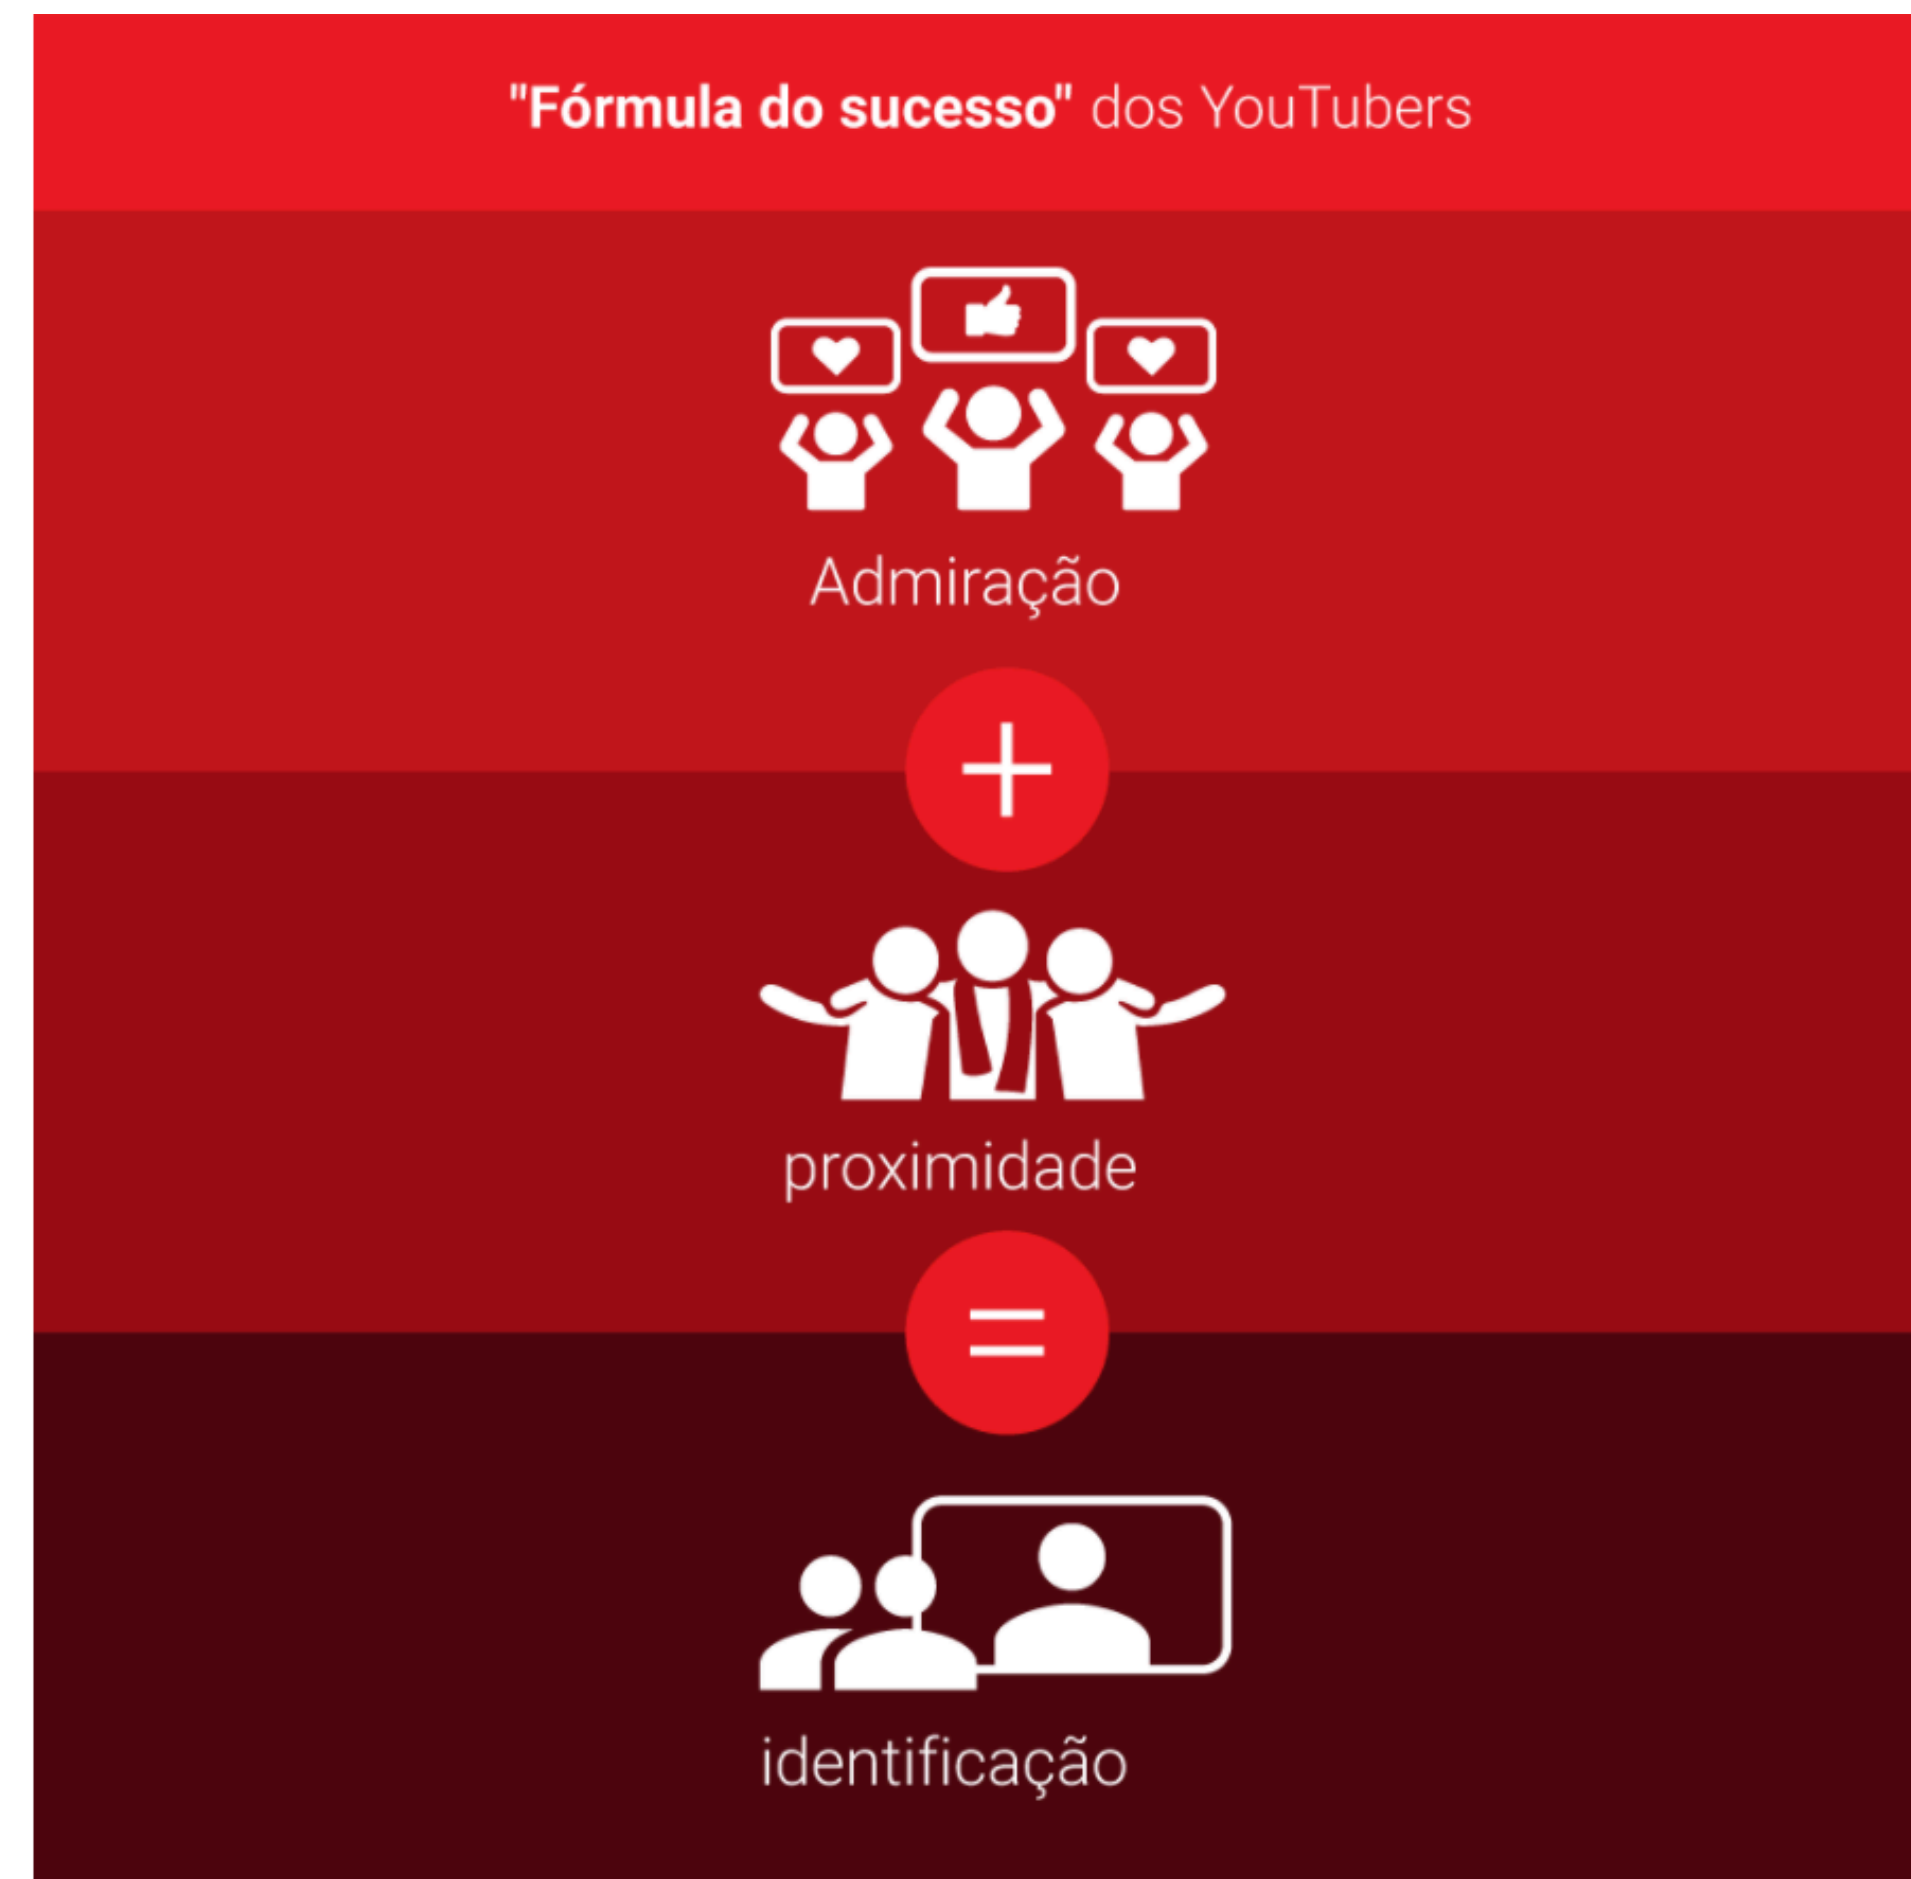 "Fórmula do sucesso" dos YouTubers
Admiração
+
proximidade
=
identificação